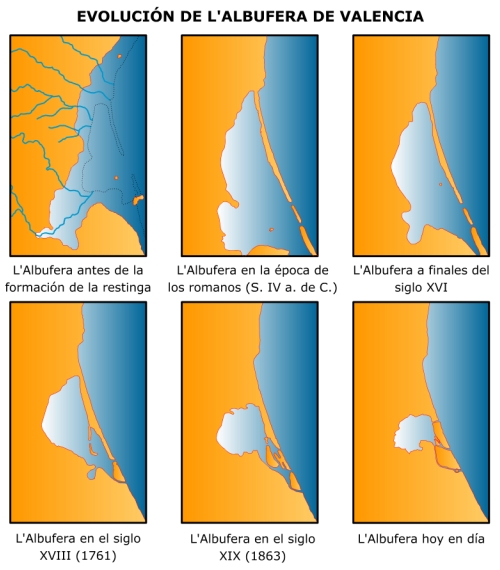 EVOLUCIÓN DE L'ALBUFERA DE VALENCIA
L'Albufera antes de la
formación de la restinga
L'Albufera en la época de
los romanos (S. IV a. de C.)
L'Albufera a finales del
siglo XVI
L'Albufera en el siglo
XVIII (1761)
L'Albufera en el siglo
XIX (1863)
L'Albufera hoy en día